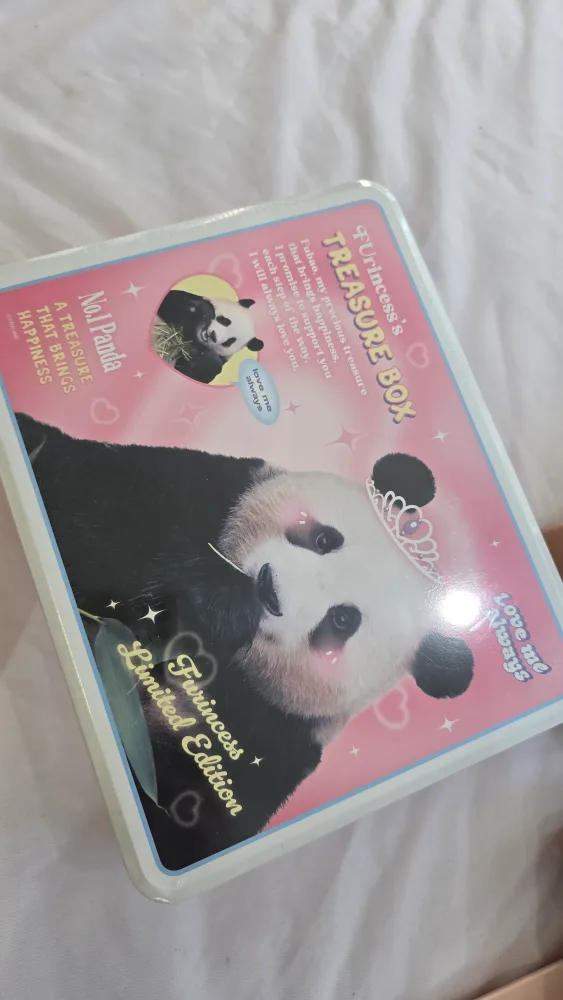 FUrincess's
TREASURE BOX
Fubao, my precious treasure
that brings happiness,
I promise to support you
each step of the way.
I will always love you.
love me
always
No.1 Panda
A TREASURE
THAT BRINGS
HAPPINESS
Love me
Always
Furincess
Limited Edition